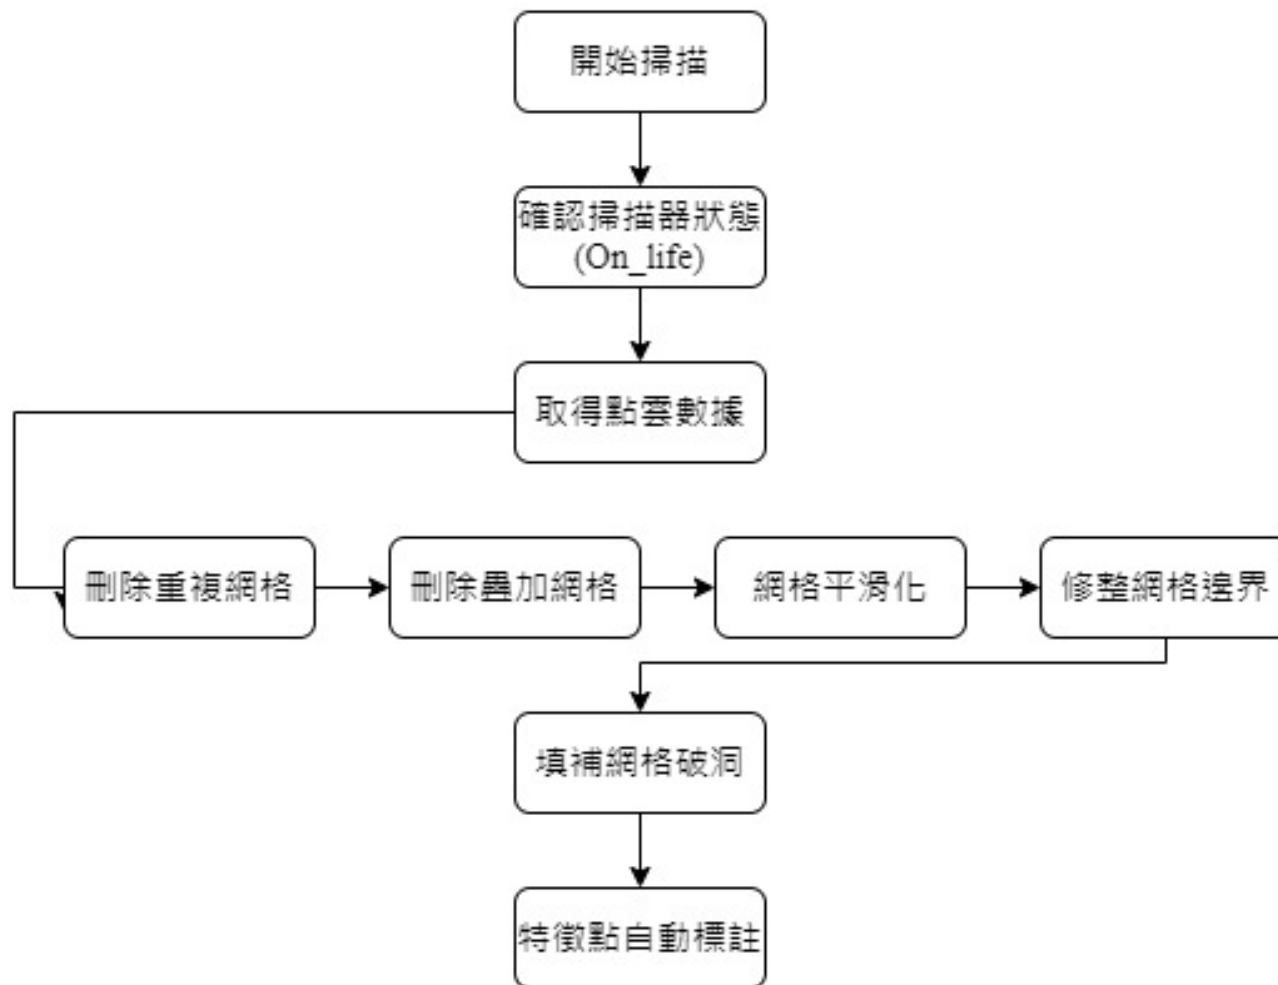 開始掃描
確認掃描器狀態
(On_life)
取得點雲數據
刪除重複網格
刪除疊加網格
網格平滑化
修整網格邊界
填補網格破洞
特徵點自動標註